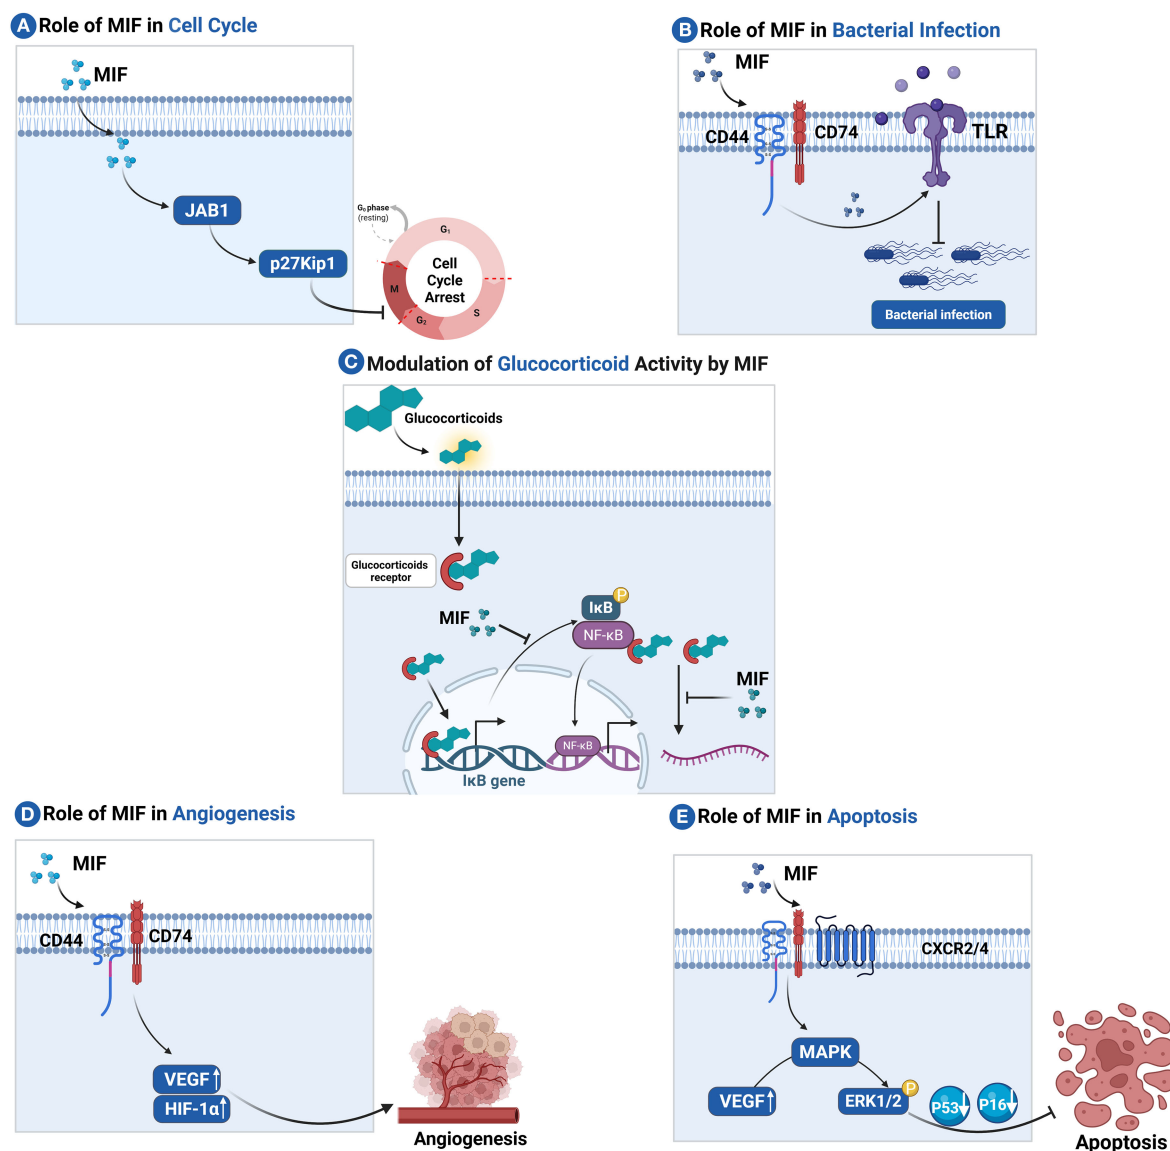 A Role of MIF in Cell Cycle
MIF
JAB1
p27Kip1
G₀ phase
(resting)
G₁
S
G₂
M
Cell
Cycle
Arrest
B Role of MIF in Bacterial Infection
MIF
CD44
CD74
TLR
Bacterial infection
C Modulation of Glucocorticoid Activity by MIF
Glucocorticoids
Glucocorticoids
receptor
MIF
IκB
P
NF-κB
MIF
NF-κB
IκB gene
D Role of MIF in Angiogenesis
MIF
CD44
CD74
VEGF↑
HIF-1α↑
Angiogenesis
E Role of MIF in Apoptosis
MIF
CXCR2/4
MAPK
VEGF↑
ERK1/2
P
P53↓
P16↓
Apoptosis